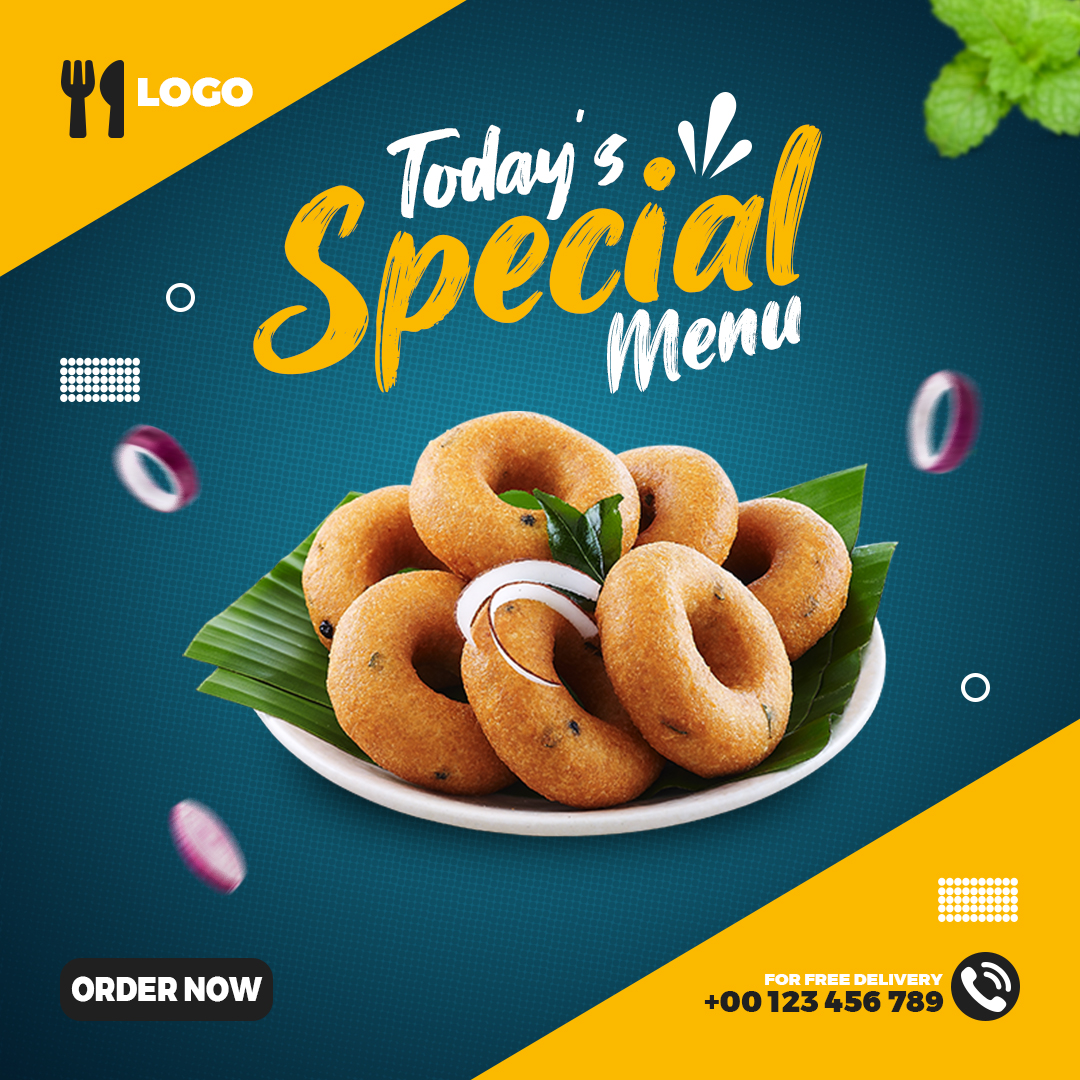 LOGO
Today's
Special
Menu
ORDER NOW
FOR FREE DELIVERY
+00 123 456 789